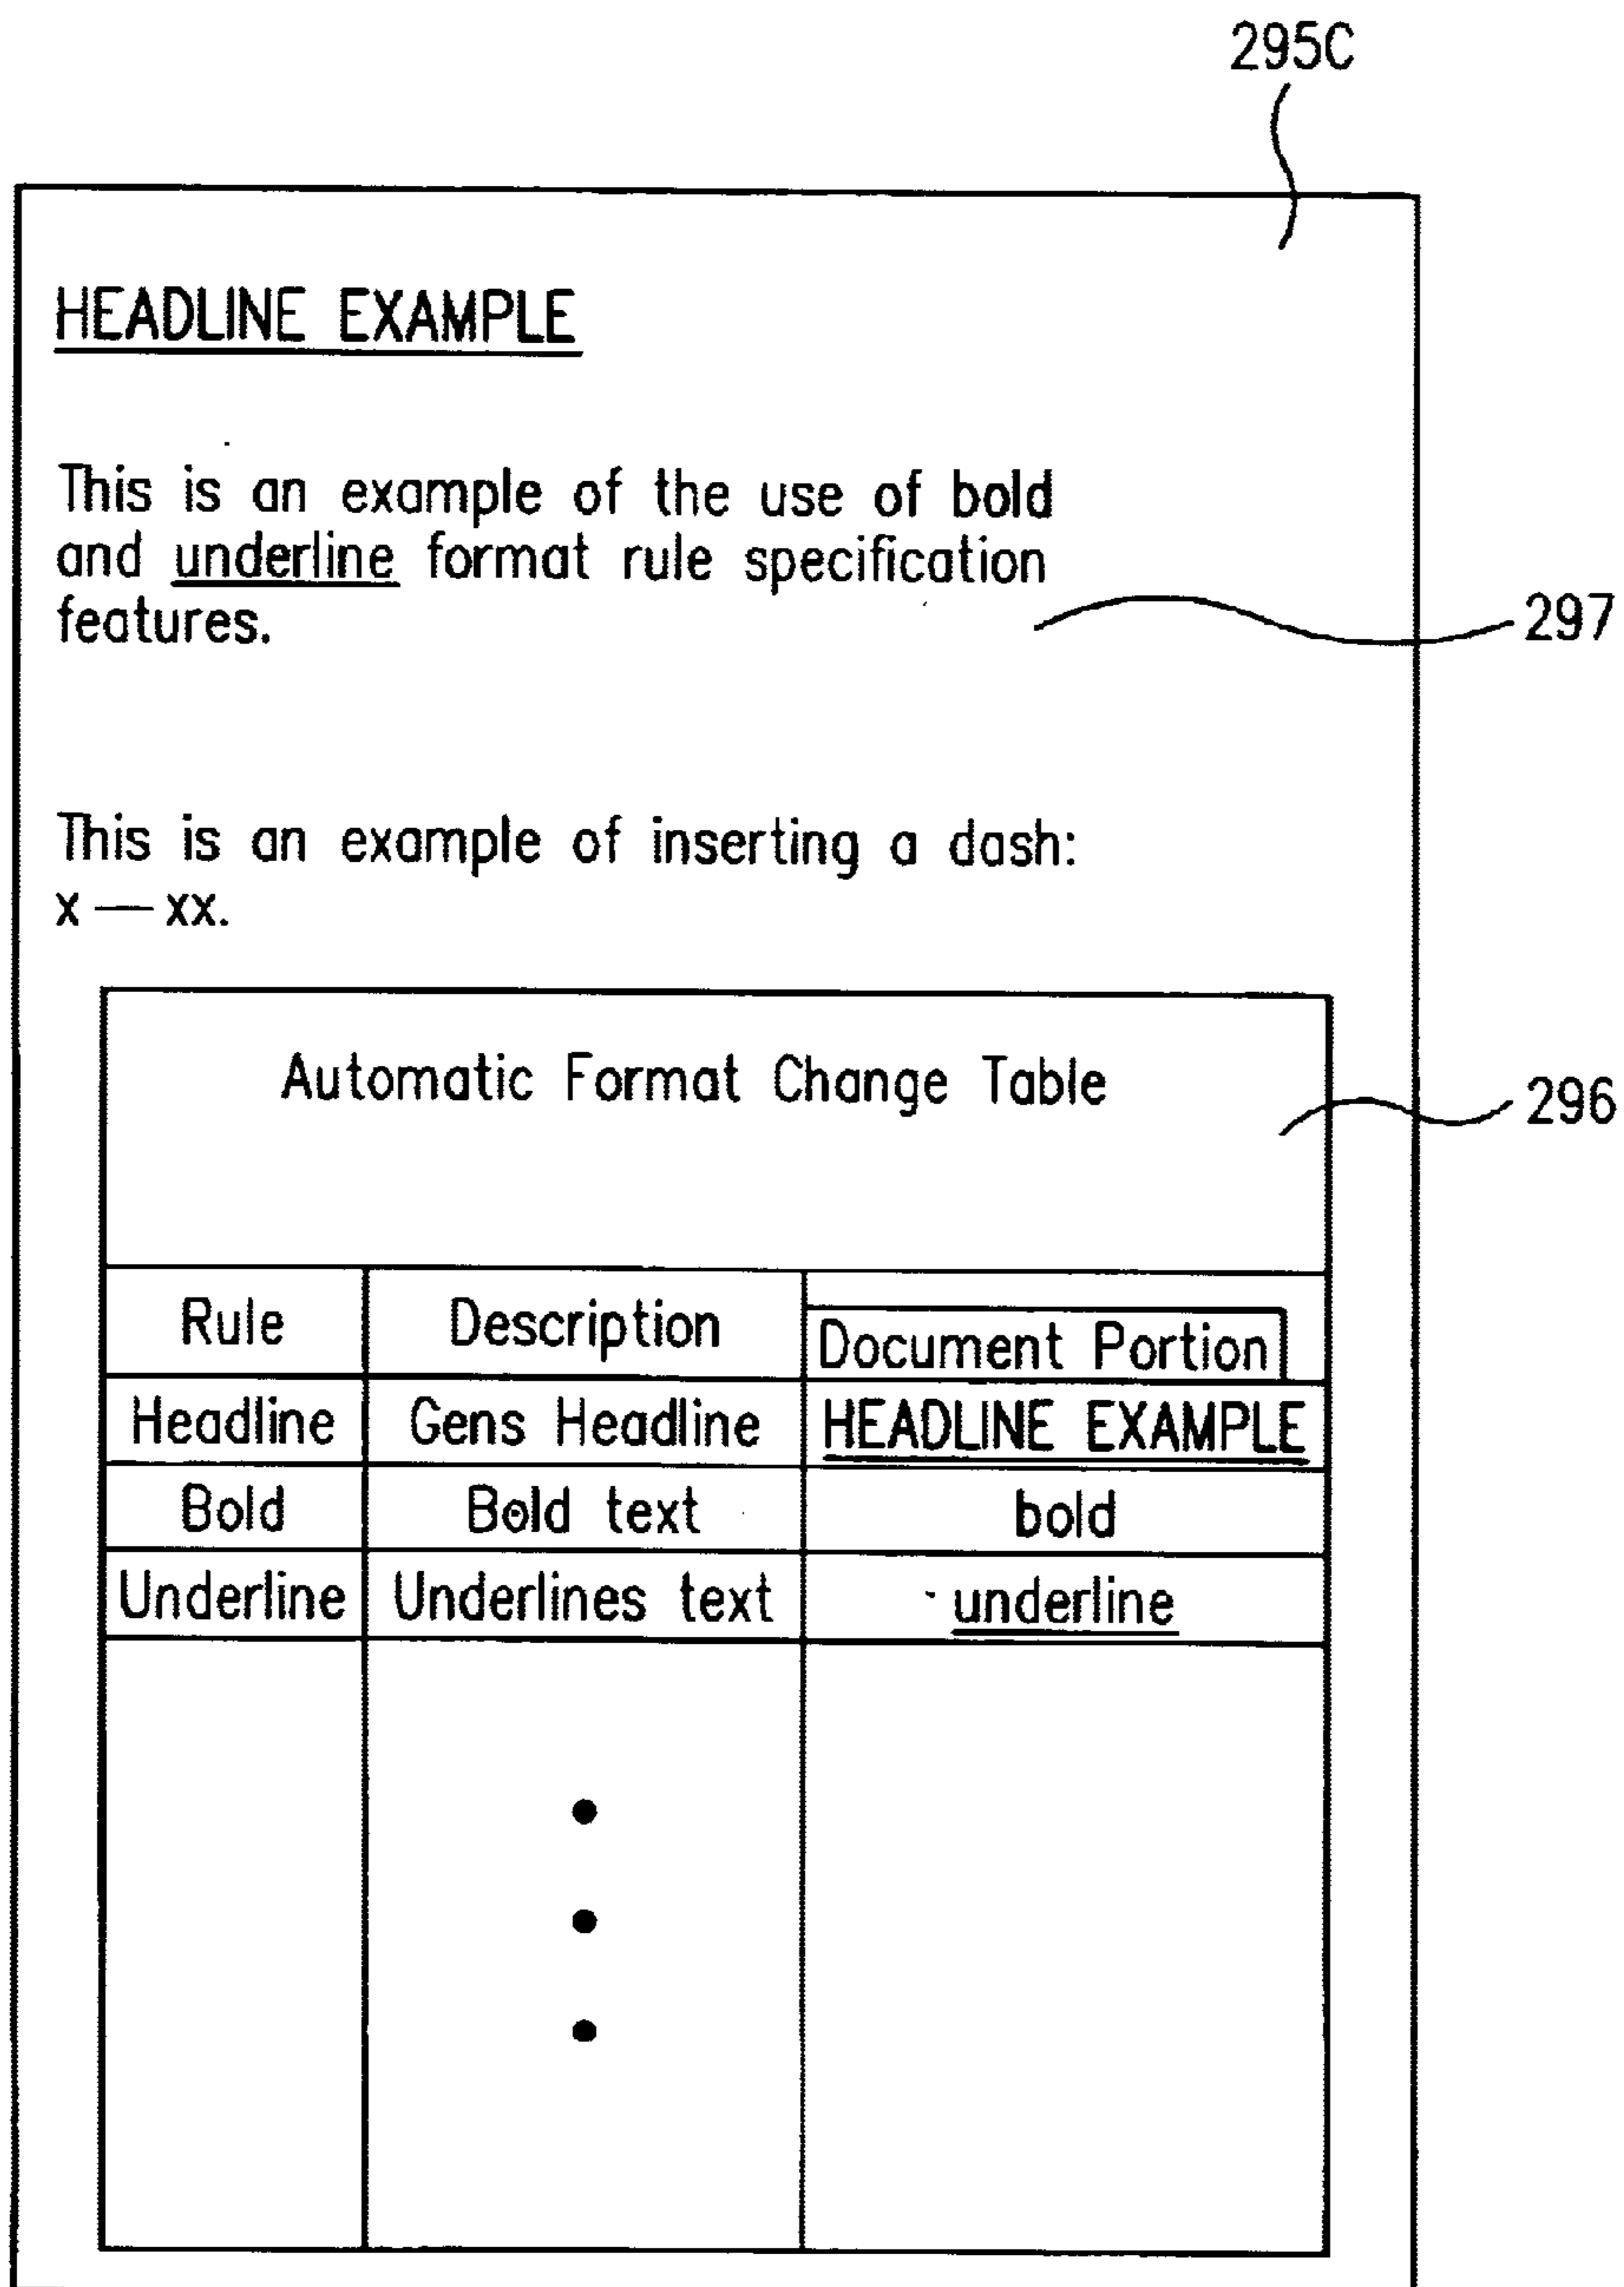 295C
HEADLINE EXAMPLE
This is an example of the use of bold
and underline format rule specification
features.
297
This is an example of inserting a dash:
x — xx.
Automatic Format Change Table
296
Rule Description Document Portion
Headline Gens Headline HEADLINE EXAMPLE
Bold Bold text bold
Underline Underlines text underline